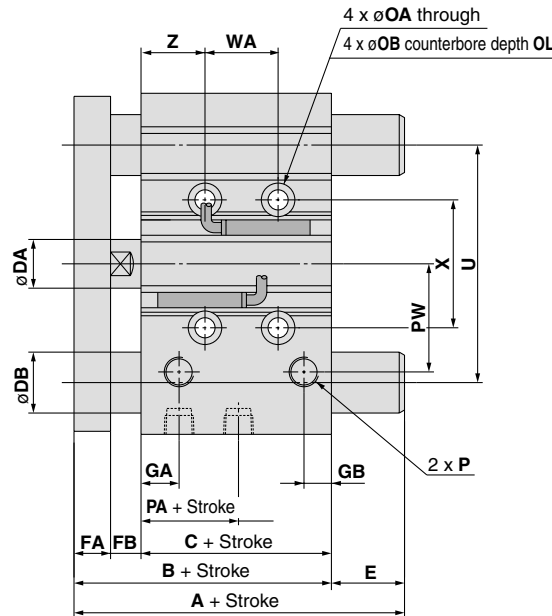 4 x øOA through
4 x øOB counterbore depth OL
Z
WA
øDA
X
U
PW
øDB
2 x P
GA
GB
PA + Stroke
FA
FB
C + Stroke
B + Stroke
E
A + Stroke